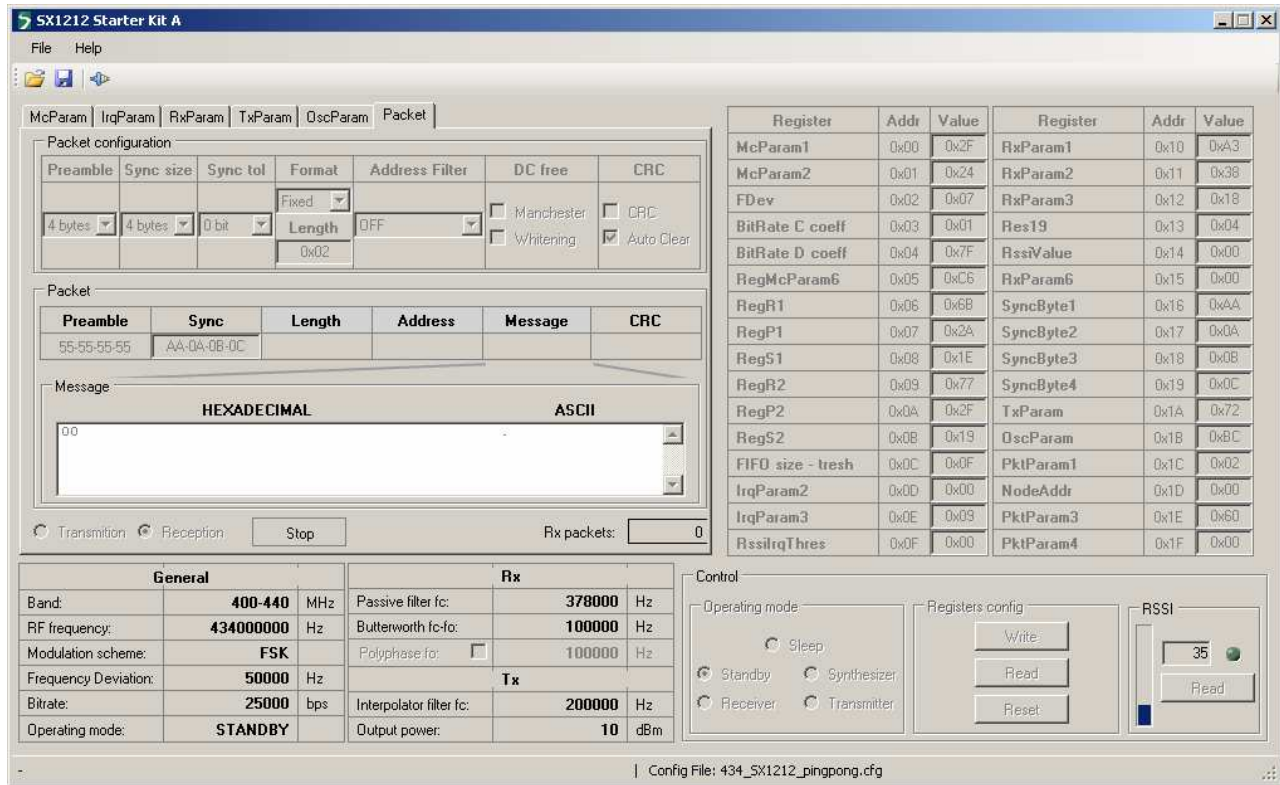 SX1212 Starter Kit A
File Help
McParam IrqParam RxParam TxParam OscParam Packet
Packet configuration
Preamble Sync size Sync tol Format Address Filter DC free CRC
Fixed
4 bytes 4 bytes 0 bit Length OFF Manchester CRC
0x02 Whitening Auto Clear
Packet
Preamble Sync Length Address Message CRC
55-55-55-55 AA-0A-0B-0C
Message
HEXADECIMAL ASCII
00 .
Transmition Reception Stop Rx packets: 0
Register Addr Value Register Addr Value
McParam1 0x00 0x2F RxParam1 0x10 0xA3
McParam2 0x01 0x24 RxParam2 0x11 0x38
FDev 0x02 0x07 RxParam3 0x12 0x18
BitRate C coeff 0x03 0x01 Res19 0x13 0x04
BitRate D coeff 0x04 0x7F RssiValue 0x14 0x00
RegMcParam6 0x05 0xC6 RxParam6 0x15 0x00
RegR1 0x06 0x6B SyncByte1 0x16 0xAA
RegP1 0x07 0x2A SyncByte2 0x17 0x0A
RegS1 0x08 0x1E SyncByte3 0x18 0x0B
RegR2 0x09 0x77 SyncByte4 0x19 0x0C
RegP2 0x0A 0x2F TxParam 0x1A 0x72
RegS2 0x0B 0x19 OscParam 0x1B 0xBC
FIFO size - tresh 0x0C 0x0F PktParam1 0x1C 0x02
IrqParam2 0x0D 0x00 NodeAddr 0x1D 0x00
IrqParam3 0x0E 0x09 PktParam3 0x1E 0x60
RssiIrqThres 0x0F 0x00 PktParam4 0x1F 0x00
General
Band: 400-440 MHz
RF frequency: 434000000 Hz
Modulation scheme: FSK
Frequency Deviation: 50000 Hz
Bitrate: 25000 bps
Operating mode: STANDBY
Rx
Passive filter fc: 378000 Hz
Butterworth fc-fo: 100000 Hz
Polyphase fo: 100000 Hz
Tx
Interpolator filter fc: 200000 Hz
Output power: 10 dBm
Control
Operating mode
Sleep
Standby Synthesizer
Receiver Transmitter
Registers config
Write
Read
Reset
RSSI
35
Read
- | Config File: 434_SX1212_pingpong.cfg